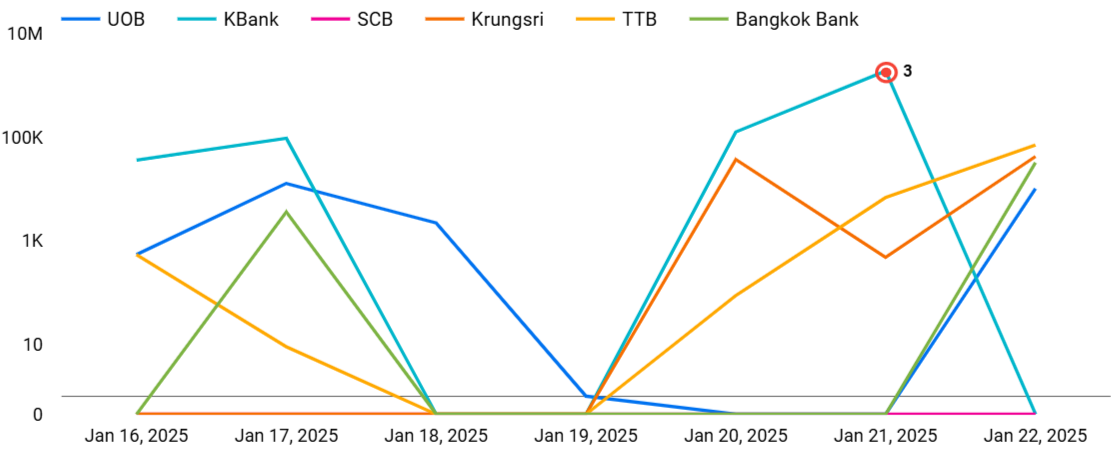 UOB KBank SCB Krungsri TTB Bangkok Bank
10M
3
100K
1K
10
0
Jan 16, 2025 Jan 17, 2025 Jan 18, 2025 Jan 19, 2025 Jan 20, 2025 Jan 21, 2025 Jan 22, 2025